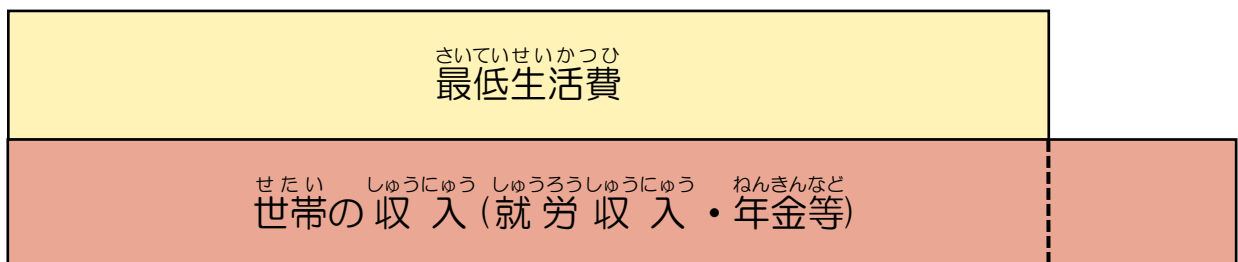 さいていせいかつひ
最低生活費
せたい しゅうにゅう しゅうろうしゅうにゅう ねんきんなど
世帯の収入(就労収入・年金等)